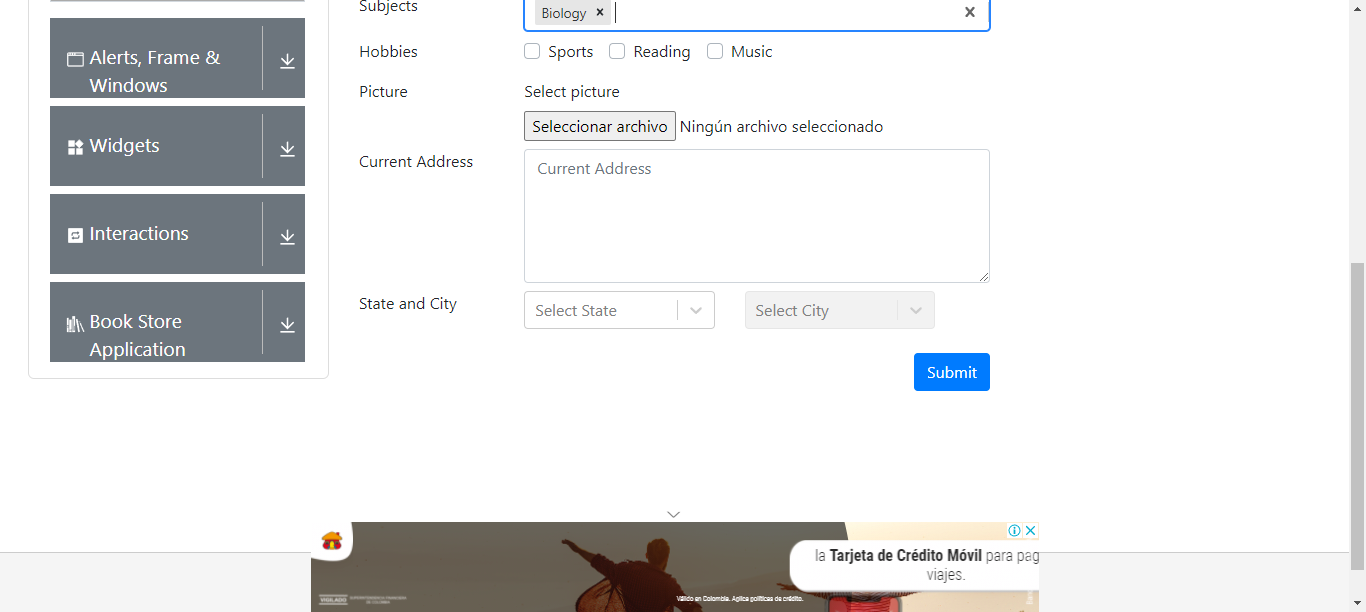 Subjects
Biology ×
Alerts, Frame &
Windows
Hobbies
Sports
Reading
Music
Picture
Select picture
Seleccionar archivo Ningún archivo seleccionado
Widgets
Current Address
Current Address
Interactions
State and City
Select State
Select City
Book Store
Application
Submit
la Tarjeta de Crédito Móvil para pag
viajes.
VIGILADO
Válido en Colombia. Aplica políticas de crédito.